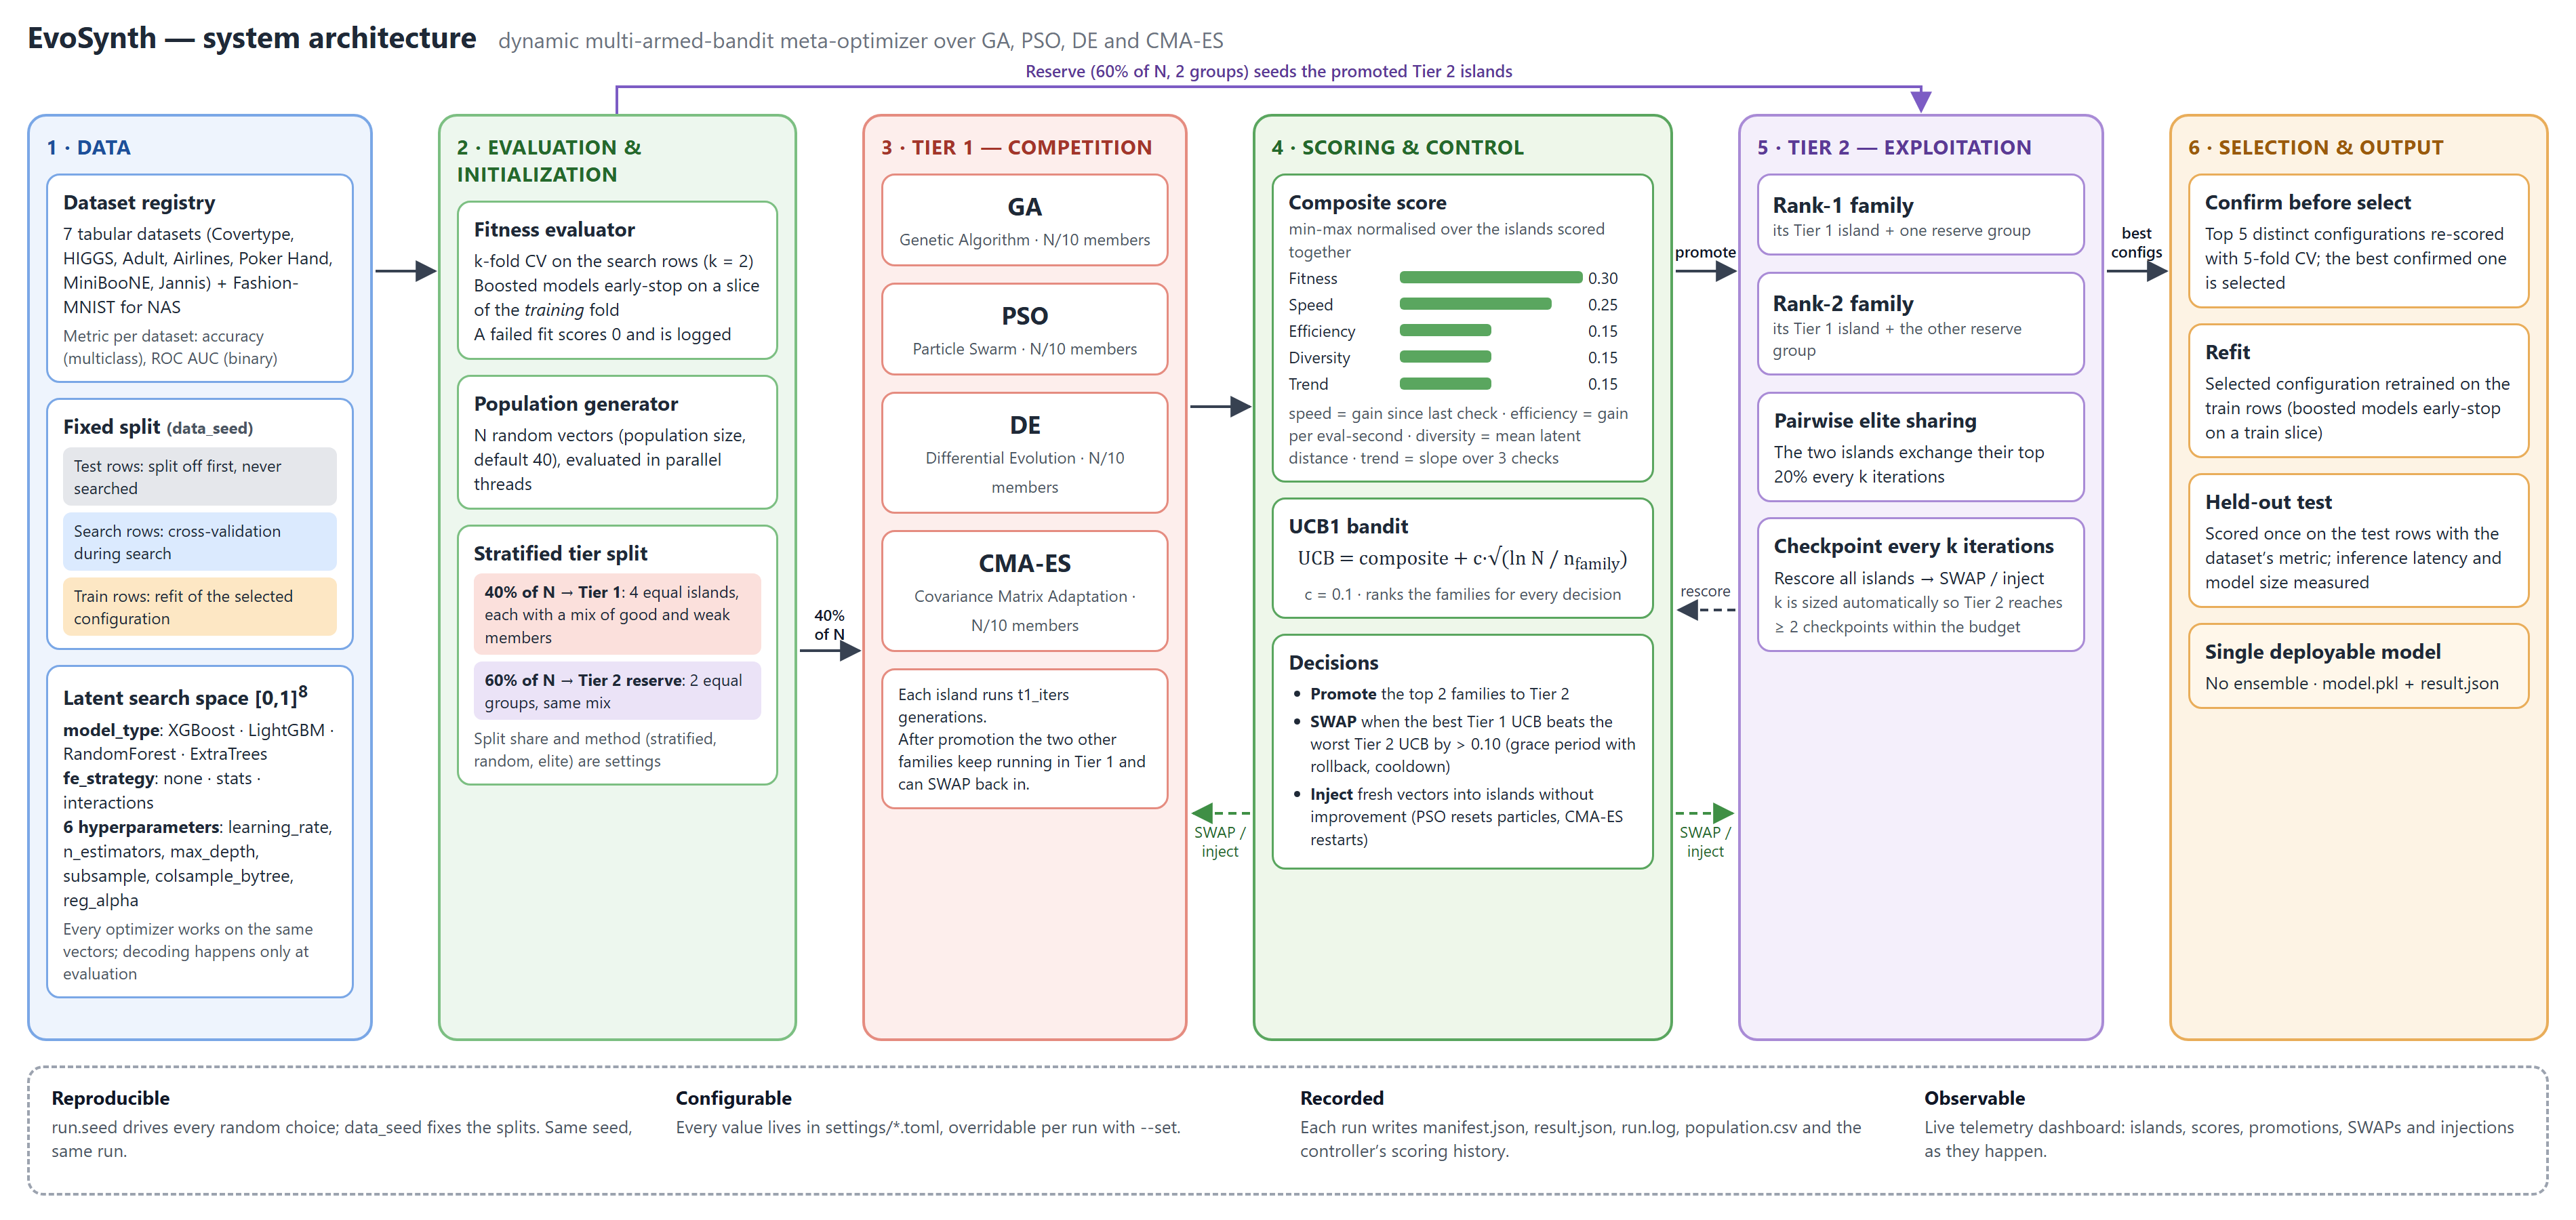 EvoSynth — system architecture dynamic multi-armed-bandit meta-optimizer over GA, PSO, DE and CMA-ES
Reserve (60% of N, 2 groups) seeds the promoted Tier 2 islands
1 · DATA
Dataset registry
7 tabular datasets (Covertype,
HIGGS, Adult, Airlines, Poker Hand,
MiniBooNE, Jannis) + Fashion-
MNIST for NAS
Metric per dataset: accuracy
(multiclass), ROC AUC (binary)
Fixed split (data_seed)
Test rows: split off first, never
searched
Search rows: cross-validation
during search
Train rows: refit of the selected
configuration
Latent search space [0,1]⁸
model_type: XGBoost · LightGBM ·
RandomForest · ExtraTrees
fe_strategy: none · stats ·
interactions
6 hyperparameters: learning_rate,
n_estimators, max_depth,
subsample, colsample_bytree,
reg_alpha
Every optimizer works on the same
vectors; decoding happens only at
evaluation
2 · EVALUATION &
INITIALIZATION
Fitness evaluator
k-fold CV on the search rows (k = 2)
Boosted models early-stop on a slice
of the training fold
A failed fit scores 0 and is logged
Population generator
N random vectors (population size,
default 40), evaluated in parallel
threads
Stratified tier split
40% of N → Tier 1: 4 equal islands,
each with a mix of good and weak
members
60% of N → Tier 2 reserve: 2 equal
groups, same mix
Split share and method (stratified,
random, elite) are settings
40%
of N
3 · TIER 1 — COMPETITION
GA
Genetic Algorithm · N/10 members
PSO
Particle Swarm · N/10 members
DE
Differential Evolution · N/10
members
CMA-ES
Covariance Matrix Adaptation ·
N/10 members
Each island runs t1_iters
generations.
After promotion the two other
families keep running in Tier 1 and
can SWAP back in.
SWAP /
inject
4 · SCORING & CONTROL
Composite score
min-max normalised over the islands scored
together
Fitness 0.30
Speed 0.25
Efficiency 0.15
Diversity 0.15
Trend 0.15
speed = gain since last check · efficiency = gain
per eval-second · diversity = mean latent
distance · trend = slope over 3 checks
UCB1 bandit
UCB = composite + c·√(ln N / n_family)
c = 0.1 · ranks the families for every decision
Decisions
• Promote the top 2 families to Tier 2
• SWAP when the best Tier 1 UCB beats the
worst Tier 2 UCB by > 0.10 (grace period with
rollback, cooldown)
• Inject fresh vectors into islands without
improvement (PSO resets particles, CMA-ES
restarts)
promote
rescore
SWAP /
inject
5 · TIER 2 — EXPLOITATION
Rank-1 family
its Tier 1 island + one reserve group
Rank-2 family
its Tier 1 island + the other reserve
group
Pairwise elite sharing
The two islands exchange their top
20% every k iterations
Checkpoint every k iterations
Rescore all islands → SWAP / inject
k is sized automatically so Tier 2 reaches
≥ 2 checkpoints within the budget
best
configs
6 · SELECTION & OUTPUT
Confirm before select
Top 5 distinct configurations re-scored
with 5-fold CV; the best confirmed one
is selected
Refit
Selected configuration retrained on the
train rows (boosted models early-stop
on a train slice)
Held-out test
Scored once on the test rows with the
dataset's metric; inference latency and
model size measured
Single deployable model
No ensemble · model.pkl + result.json
Reproducible
run.seed drives every random choice; data_seed fixes the splits. Same seed,
same run.
Configurable
Every value lives in settings/*.toml, overridable per run with --set.
Recorded
Each run writes manifest.json, result.json, run.log, population.csv and the
controller's scoring history.
Observable
Live telemetry dashboard: islands, scores, promotions, SWAPs and injections
as they happen.